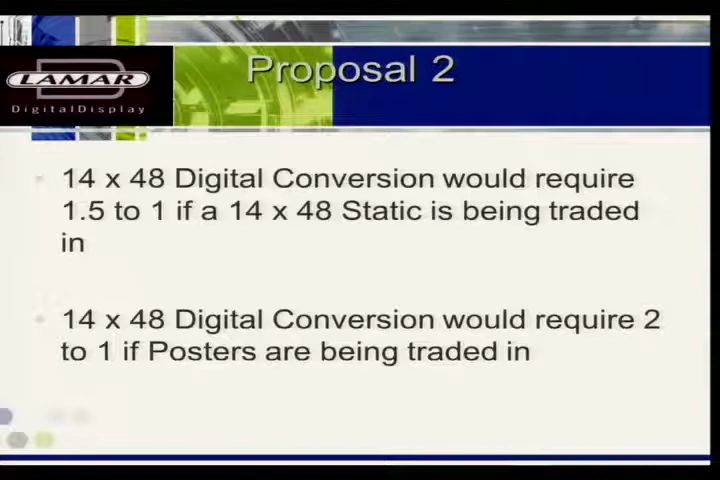 Proposal 2
LAMAR
DigitalDisplay
14 x 48 Digital Conversion would require
1.5 to 1 if a 14 x 48 Static is being traded
in
14 x 48 Digital Conversion would require 2
to 1 if Posters are being traded in